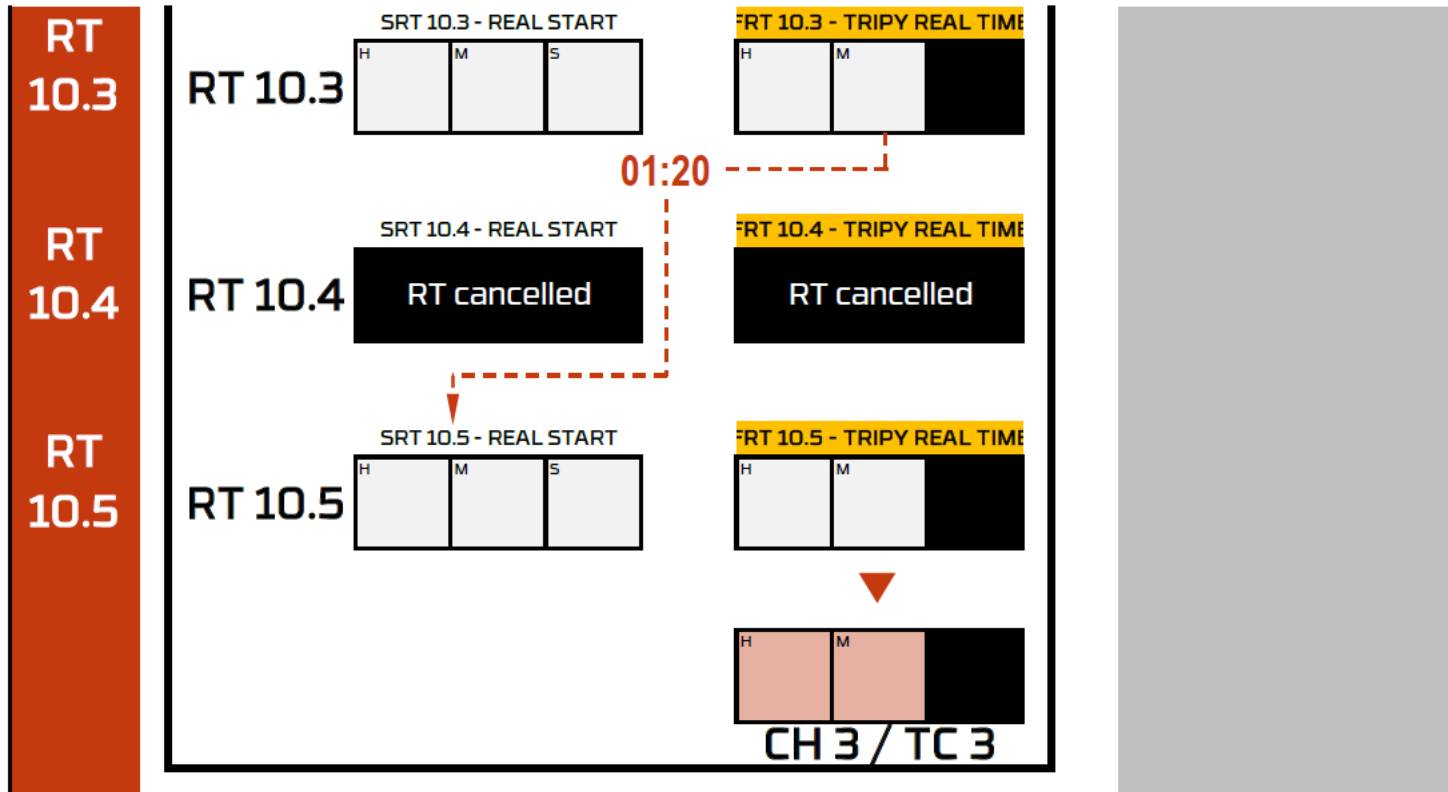 RT
10.3
SRT 10.3 - REAL START
FRT 10.3 - TRIPY REAL TIME
RT 10.3
H M S
H M
01:20
RT
10.4
SRT 10.4 - REAL START
FRT 10.4 - TRIPY REAL TIME
RT 10.4
RT cancelled
RT cancelled
RT
10.5
SRT 10.5 - REAL START
FRT 10.5 - TRIPY REAL TIME
RT 10.5
H M S
H M
H M
CH 3 / TC 3